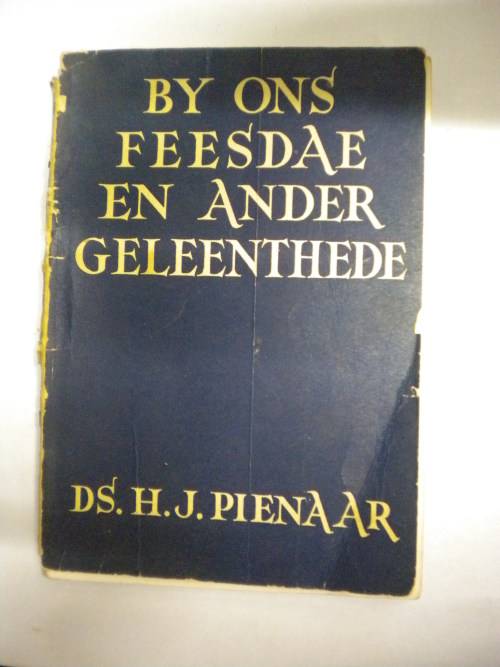 BY ONS
FEESDAE
EN ANDER
GELEENTHEDE
DS. H. J. PIENAAR